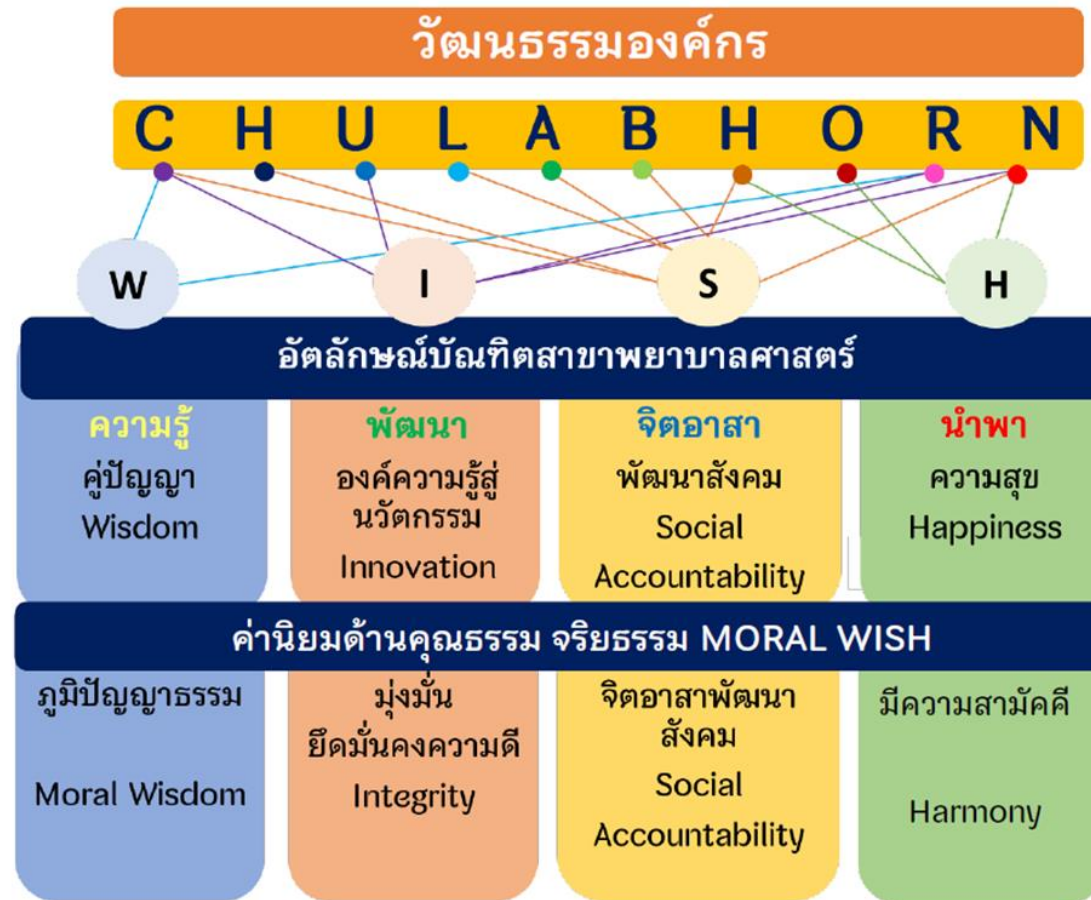 วัฒนธรรมองค์กร
C H U L A B H O R N
W I S H
อัตลักษณ์บัณฑิตสาขาพยาบาลศาสตร์
ความรู้
คู่ปัญญา
Wisdom
พัฒนา
องค์ความรู้สู่
นวัตกรรม
Innovation
จิตอาสา
พัฒนาสังคม
Social
Accountability
นำพา
ความสุข
Happiness
ค่านิยมด้านคุณธรรม จริยธรรม MORAL WISH
ภูมิปัญญาธรรม
Moral Wisdom
มุ่งมั่น
ยึดมั่นคงความดี
Integrity
จิตอาสาพัฒนา
สังคม
Social
Accountability
มีความสามัคคี
Harmony